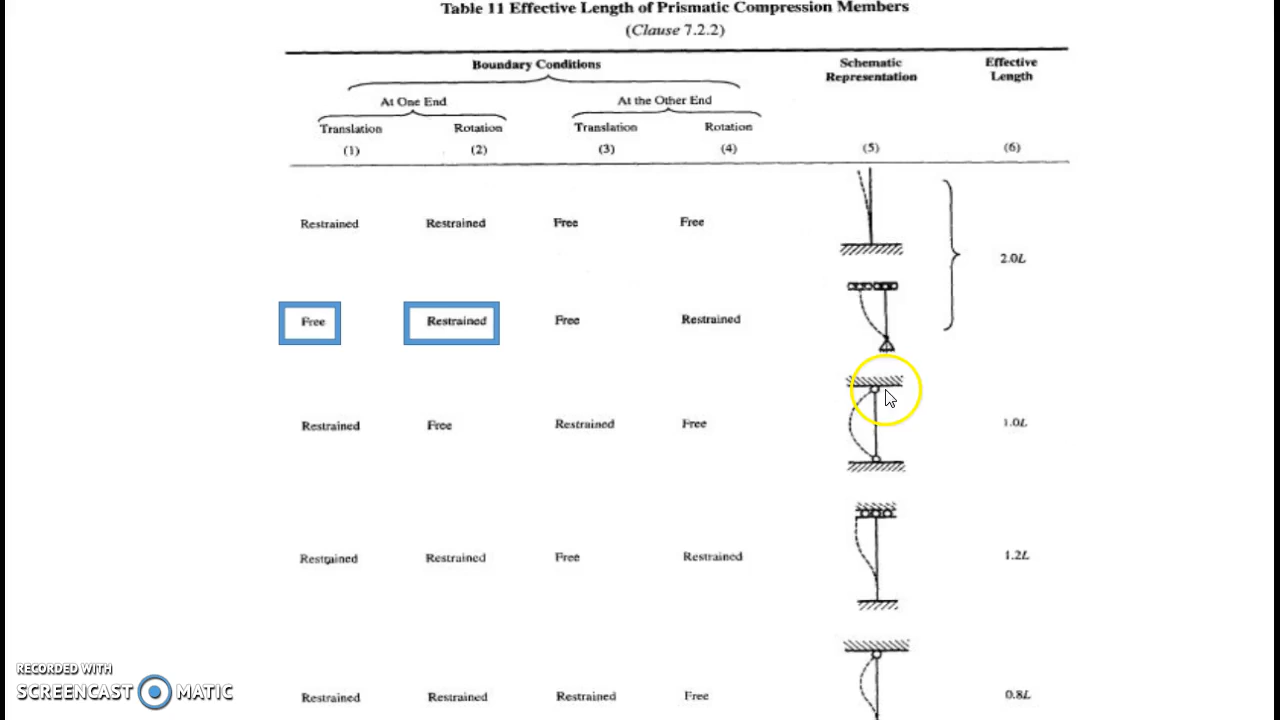 Table 11 Effective Length of Prismatic Compression Members
(Clause 7.2.2)
Boundary Conditions Schematic Representation Effective Length
At One End At the Other End
Translation Rotation Translation Rotation
(1) (2) (3) (4) (5) (6)
Restrained Restrained Free Free
2.0L
Free Restrained Free Restrained
Restrained Free Restrained Free 1.0L
Restrained Restrained Free Restrained 1.2L
Restrained Restrained Restrained Free 0.8L
RECORDED WITH
SCREENCAST MATIC